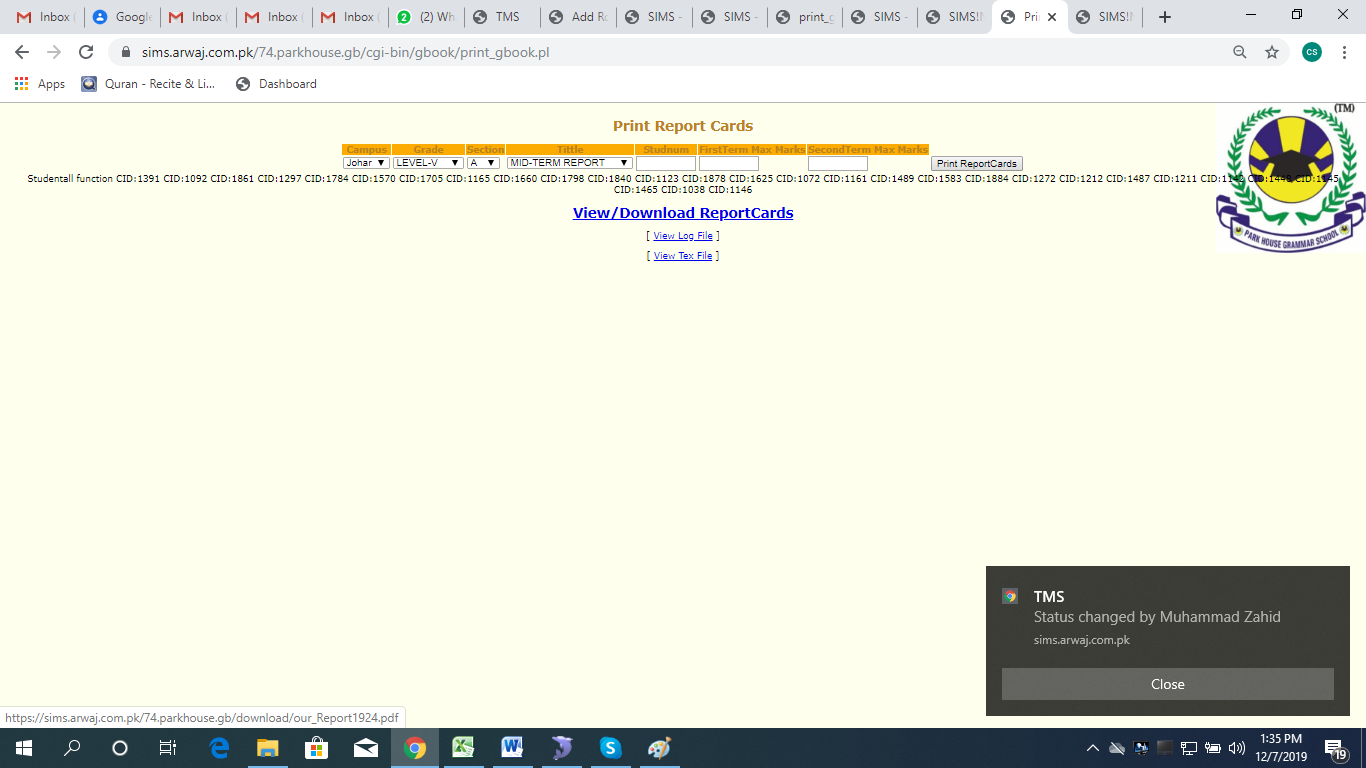 Inbox (
Google
Inbox (
Inbox (
Inbox (
(2) Wh
TMS
Add Ro
SIMS -
SIMS -
print_g
SIMS -
SIMS!!
Pri
SIMS!!
sims.arwaj.com.pk/74.parkhouse.gb/cgi-bin/gbook/print_gbook.pl
CS
Apps
Quran - Recite & Li...
Dashboard
(TM)
Print Report Cards
Campus Grade Section Tittle Studnum FirstTerm Max Marks SecondTerm Max Marks
Johar LEVEL-V A MID-TERM REPORT Print ReportCards
Studentall function CID:1391 CID:1092 CID:1861 CID:1297 CID:1784 CID:1570 CID:1705 CID:1165 CID:1660 CID:1798 CID:1840 CID:1123 CID:1878 CID:1625 CID:1072 CID:1161 CID:1489 CID:1583 CID:1884 CID:1272 CID:1212 CID:1487 CID:1211 CID:1142 CID:1448 CID:1145
CID:1465 CID:1038 CID:1146
PARK HOUSE GRAMMAR SCHOOL
View/Download ReportCards
[ View Log File ]
[ View Tex File ]
TMS
Status changed by Muhammad Zahid
sims.arwaj.com.pk
Close
https://sims.arwaj.com.pk/74.parkhouse.gb/download/our_Report1924.pdf
1:35 PM
12/7/2019
19